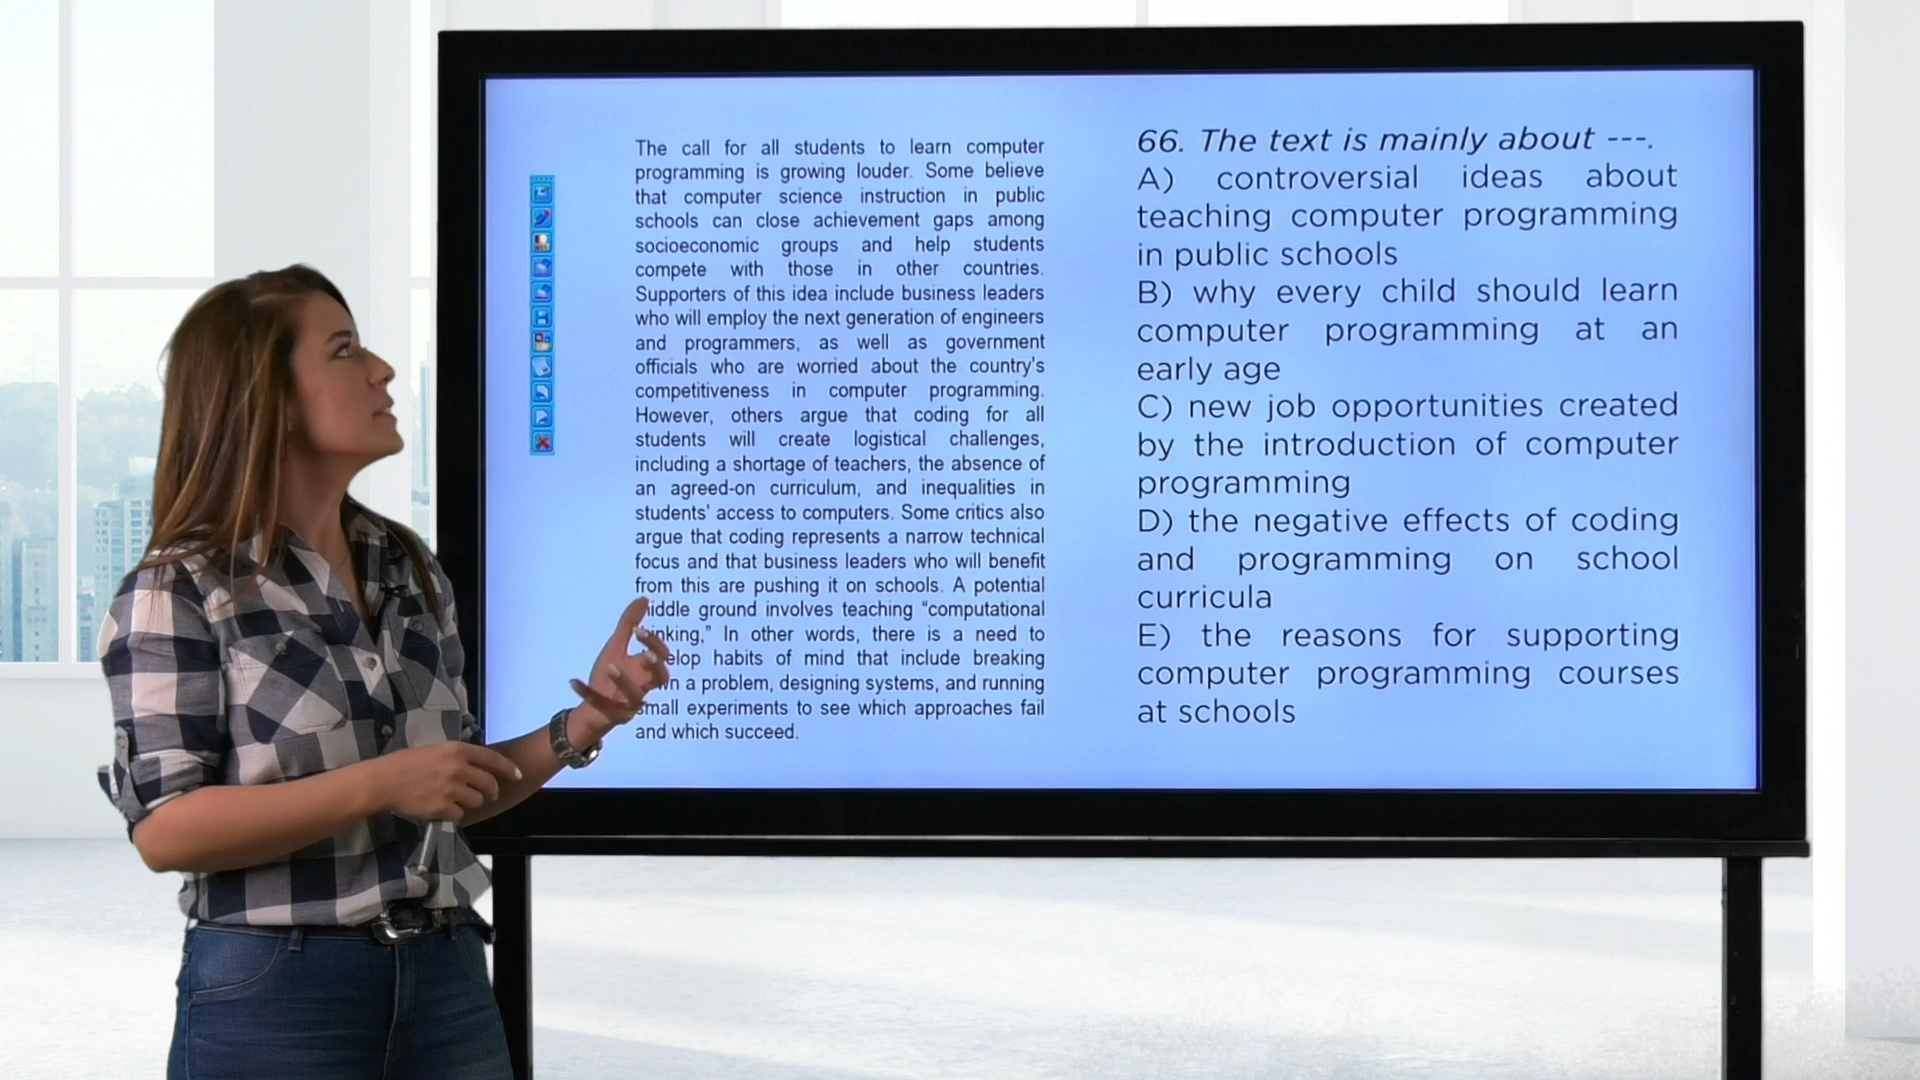 The call for all students to learn computer
programming is growing louder. Some believe
that computer science instruction in public
schools can close achievement gaps among
socioeconomic groups and help students
compete with those in other countries.
Supporters of this idea include business leaders
who will employ the next generation of engineers
and programmers, as well as government
officials who are worried about the country's
competitiveness in computer programming.
However, others argue that coding for all
students will create logistical challenges,
including a shortage of teachers, the absence of
an agreed-on curriculum, and inequalities in
students' access to computers. Some critics also
argue that coding represents a narrow technical
focus and that business leaders who will benefit
from this are pushing it on schools. A potential
ground involves teaching “computational
In other words, there is a need to
habits of mind that include breaking
a problem, designing systems, and running
small experiments to see which approaches fail
and which succeed.
66. The text is mainly about ---.
A) controversial ideas about
teaching computer programming
in public schools
B) why every child should learn
computer programming at an
early age
C) new job opportunities created
by the introduction of computer
programming
D) the negative effects of coding
and programming on school
curricula
E) the reasons for supporting
computer programming courses
at schools